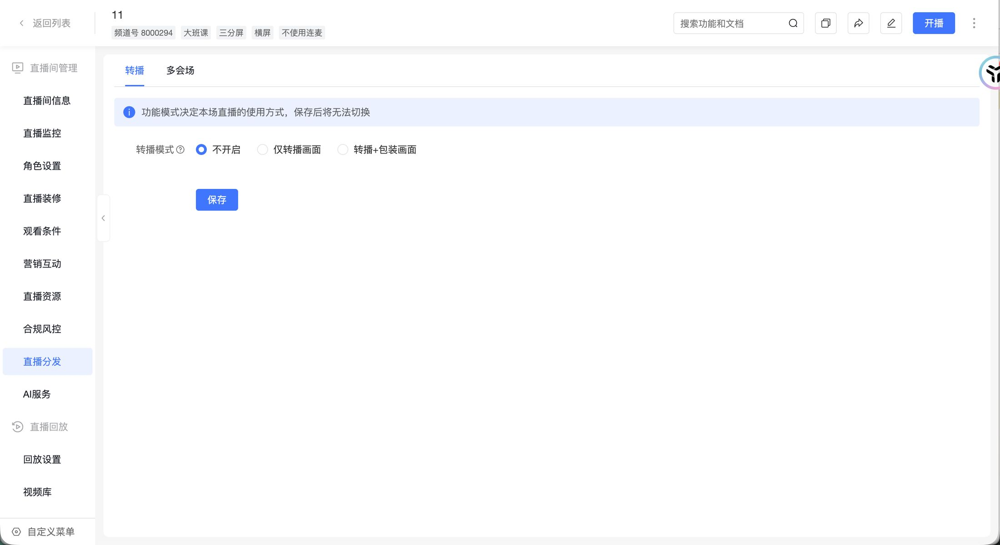 返回列表
11
频道号 8000294
大班课
三分屏
横屏
不使用连麦
搜索功能和文档
开播
直播间管理
直播间信息
直播监控
角色设置
直播装修
观看条件
营销互动
直播资源
合规风控
直播分发
AI服务
直播回放
回放设置
视频库
自定义菜单
转播
多会场
功能模式决定本场直播的使用方式，保存后将无法切换
转播模式
不开启
仅转播画面
转播+包装画面
保存